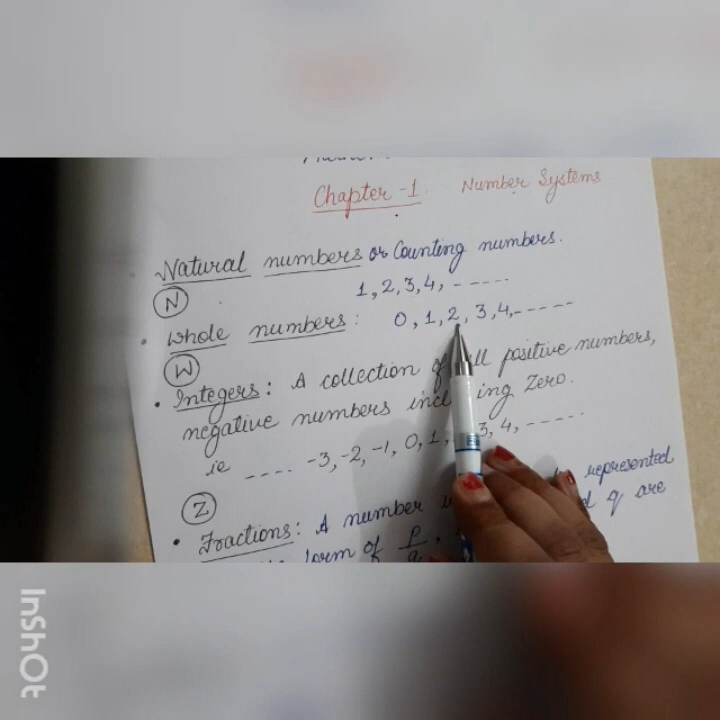 Chapter -1 Number Systems
Natural numbers or Counting numbers.
N
1, 2, 3, 4, - - - - -
Whole numbers : 0, 1, 2, 3, 4, - - - - -
W
Integers : A collection of all positive numbers,
negative numbers including Zero.
ie - - - - -3, -2, -1, 0, 1, 3, 4, - - - - -
Z
Fractions : A number represented
form of p/q, q are
InShOt